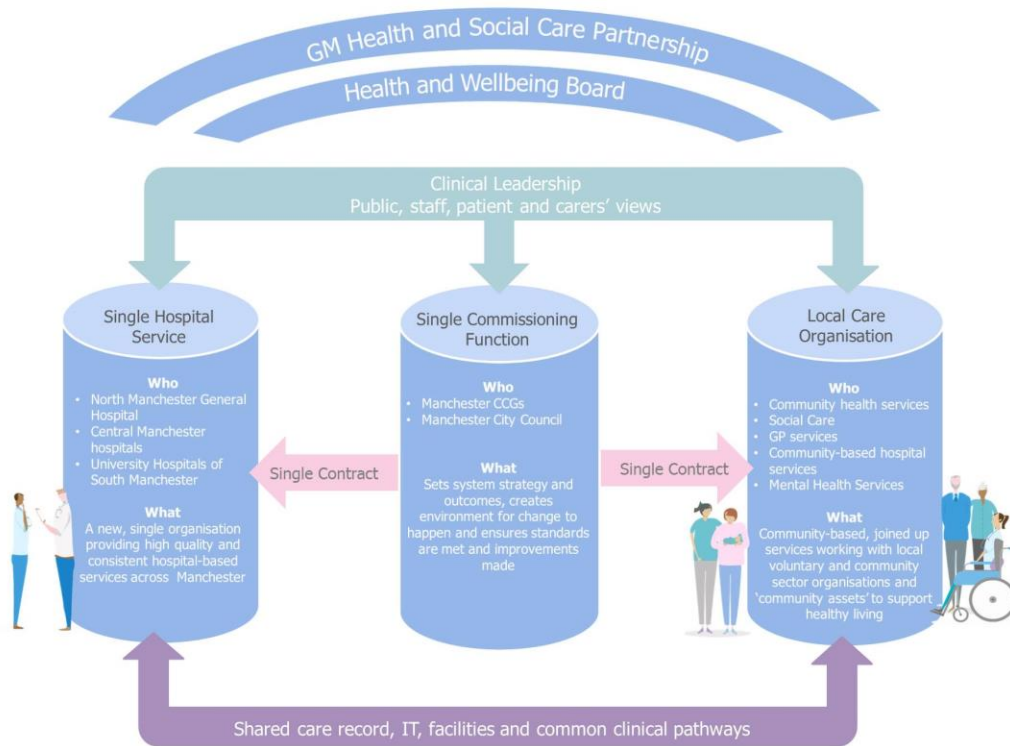 GM Health and Social Care Partnership
Health and Wellbeing Board
Clinical Leadership
Public, staff, patient and carers’ views
Single Hospital
Service
Who
• North Manchester General
Hospital
• Central Manchester
hospitals
• University Hospitals of
South Manchester
What
A new, single organisation
providing high quality and
consistent hospital-based
services across Manchester
Single Contract
Single Commissioning
Function
Who
• Manchester CCGs
• Manchester City Council
What
Sets system strategy and
outcomes, creates
environment for change to
happen and ensures standards
are met and improvements
made
Single Contract
Local Care
Organisation
Who
• Community health services
• Social Care
• GP services
• Community-based hospital
services
• Mental Health Services
What
Community-based, joined up
services working with local
voluntary and community
sector organisations and
‘community assets’ to support
healthy living
Shared care record, IT, facilities and common clinical pathways